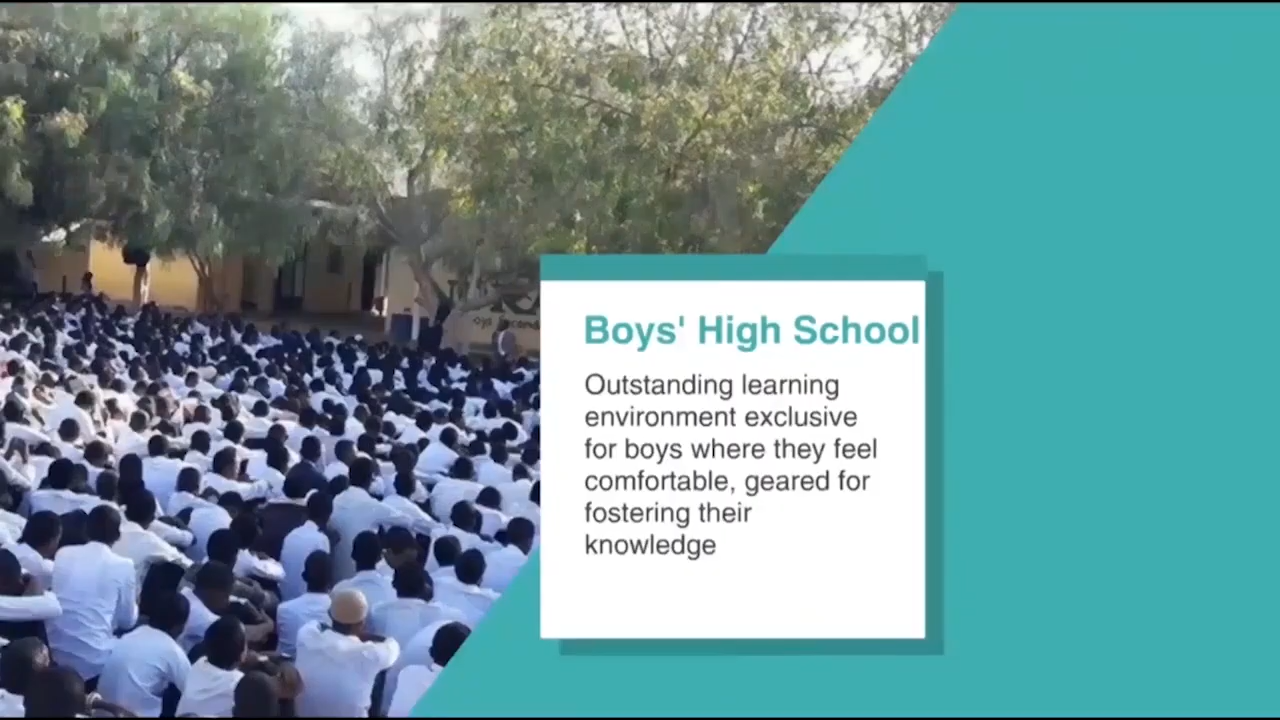 Boys' High School
Outstanding learning
environment exclusive
for boys where they feel
comfortable, geared for
fostering their
knowledge